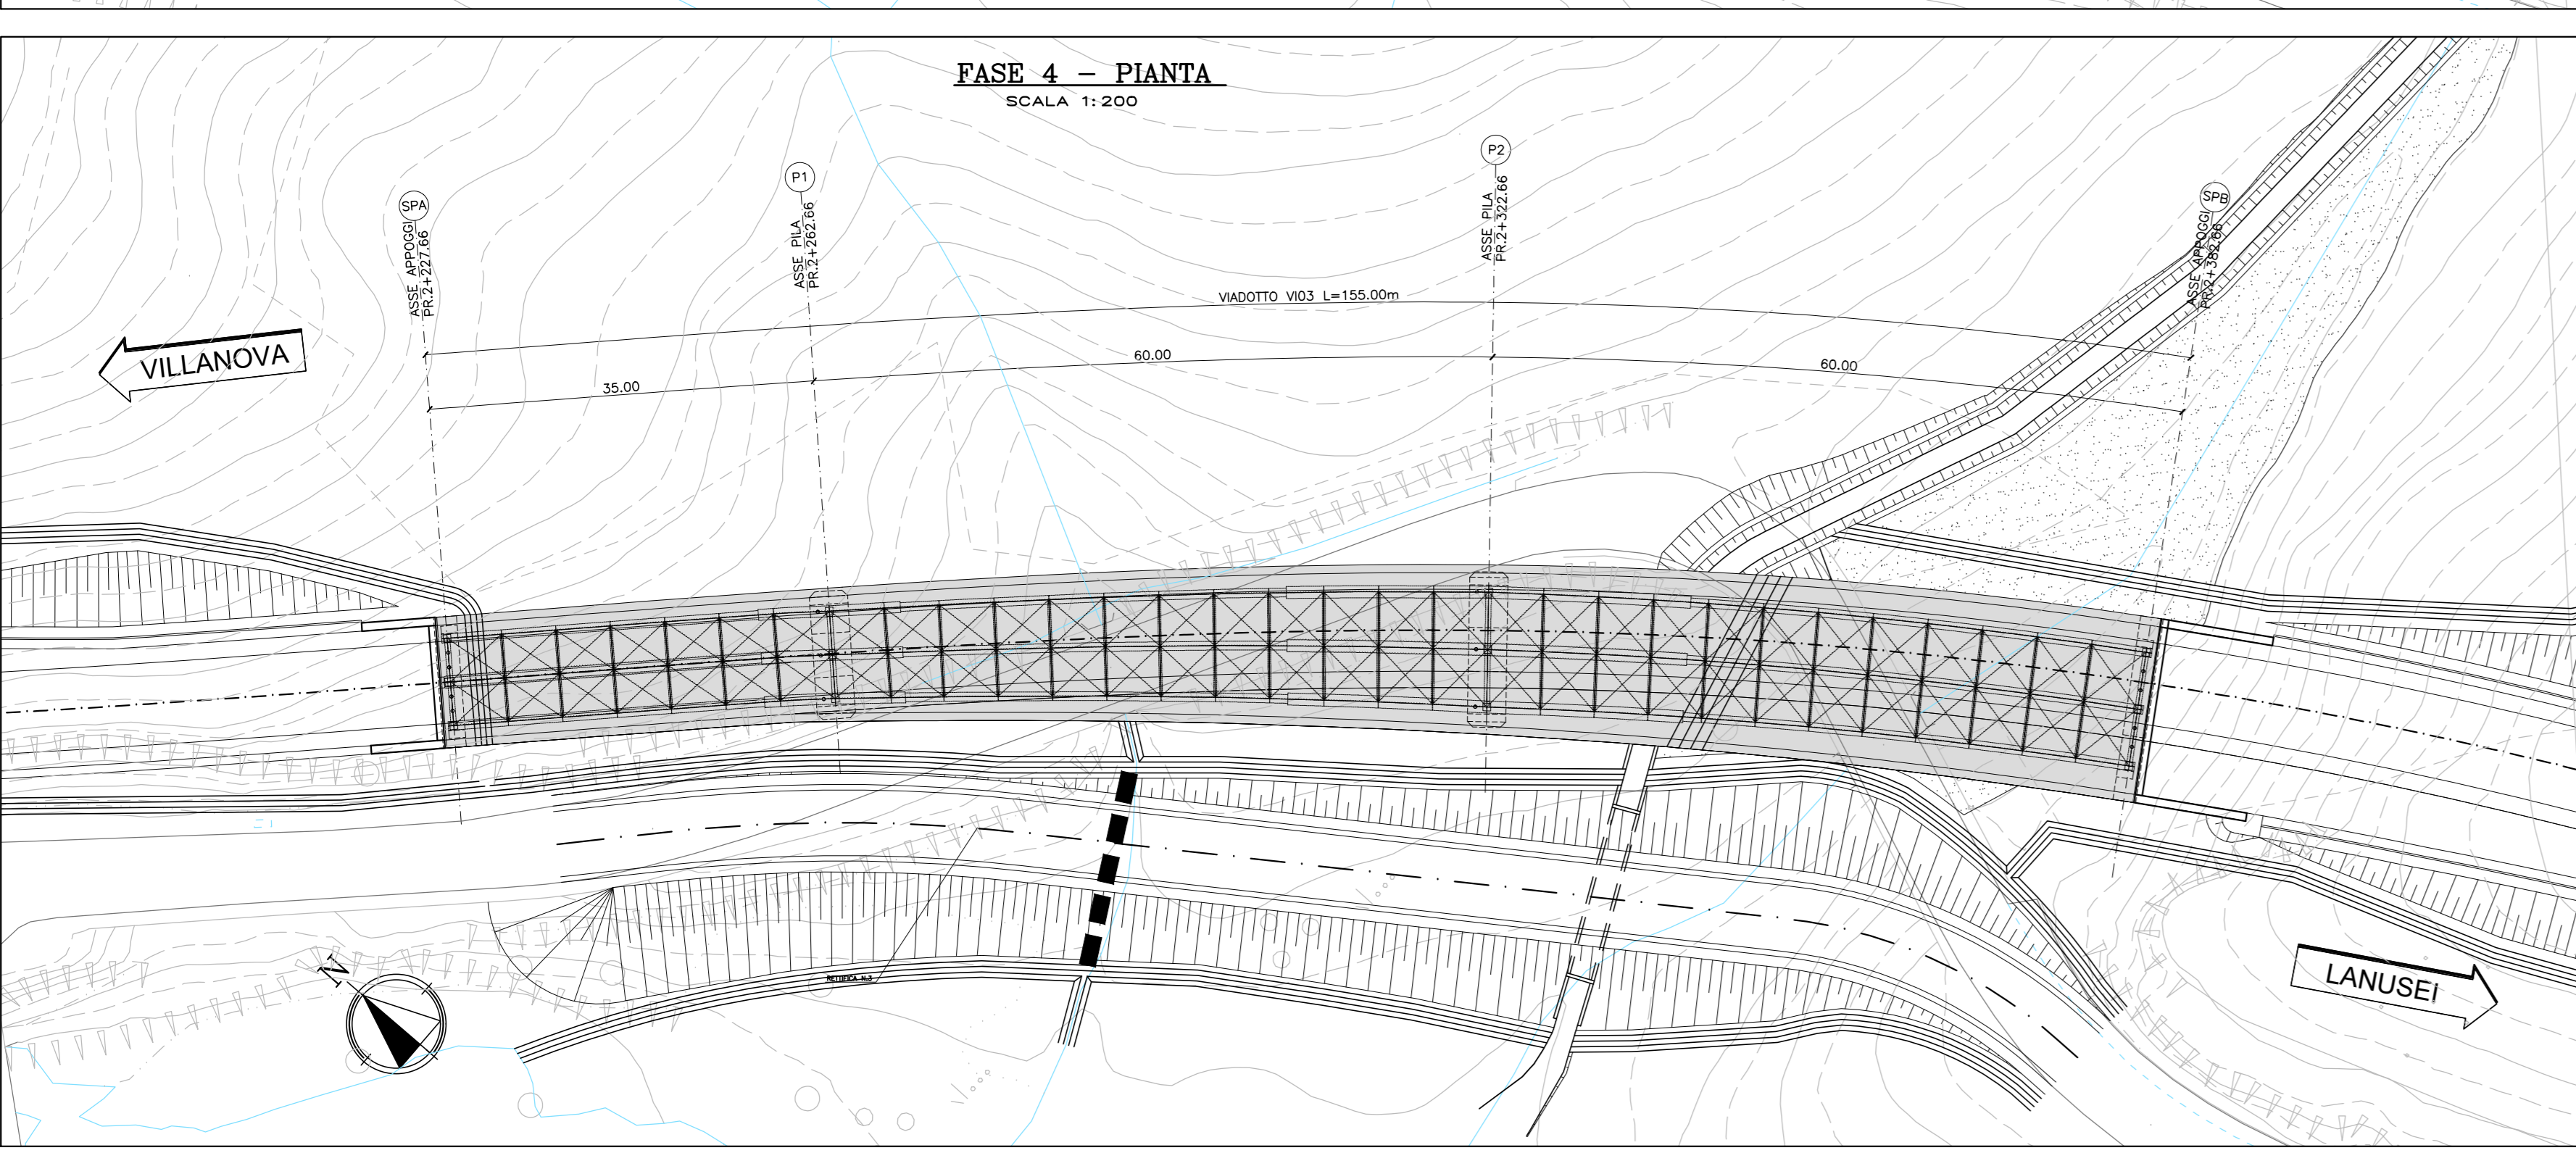 FASE 4 - PIANTA
SCALA 1:200
P2
P1
SPB
SPA
ASSE APPOGGI
PR.2+227.66
ASSE PILA
PR.2+262.66
ASSE PILA
PR.2+322.66
ASSE APPOGGI
PR.2+382.66
VIADOTTO VI03 L=155.00m
VILLANOVA
35.00
60.00
60.00
N
RETTIFICA N.3
LANUSEI